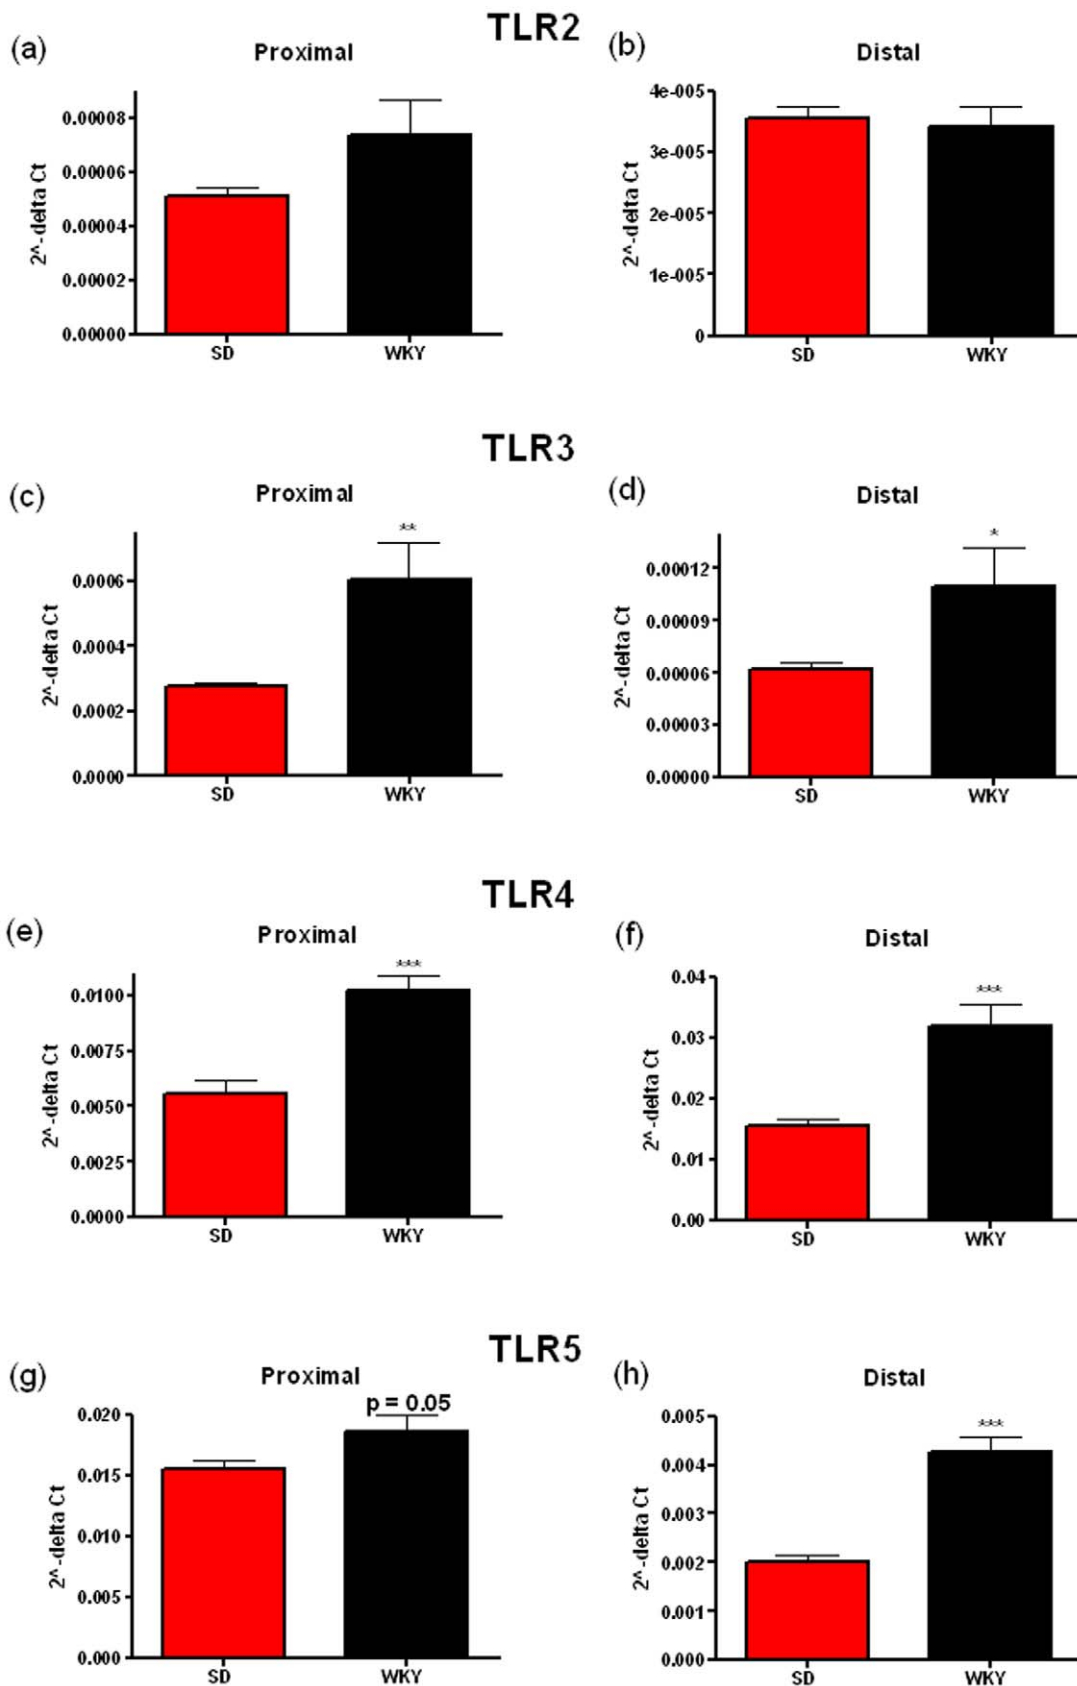 TLR2
(a)
Proximal
2^-delta Ct
0.00008
0.00006
0.00004
0.00002
0.00000
SD
WKY
(b)
Distal
2^-delta Ct
4e-005
3e-005
2e-005
1e-005
0
SD
WKY
TLR3
(c)
Proximal
**
2^-delta Ct
0.0006
0.0004
0.0002
0.0000
SD
WKY
(d)
Distal
*
2^-delta Ct
0.00012
0.00009
0.00006
0.00003
0.00000
SD
WKY
TLR4
(e)
Proximal
***
2^-delta Ct
0.0100
0.0075
0.0050
0.0025
0.0000
SD
WKY
(f)
Distal
***
2^-delta Ct
0.04
0.03
0.02
0.01
0.00
SD
WKY
TLR5
(g)
Proximal
p = 0.05
2^-delta Ct
0.020
0.015
0.010
0.005
0.000
SD
WKY
(h)
Distal
***
2^-delta Ct
0.005
0.004
0.003
0.002
0.001
0.000
SD
WKY